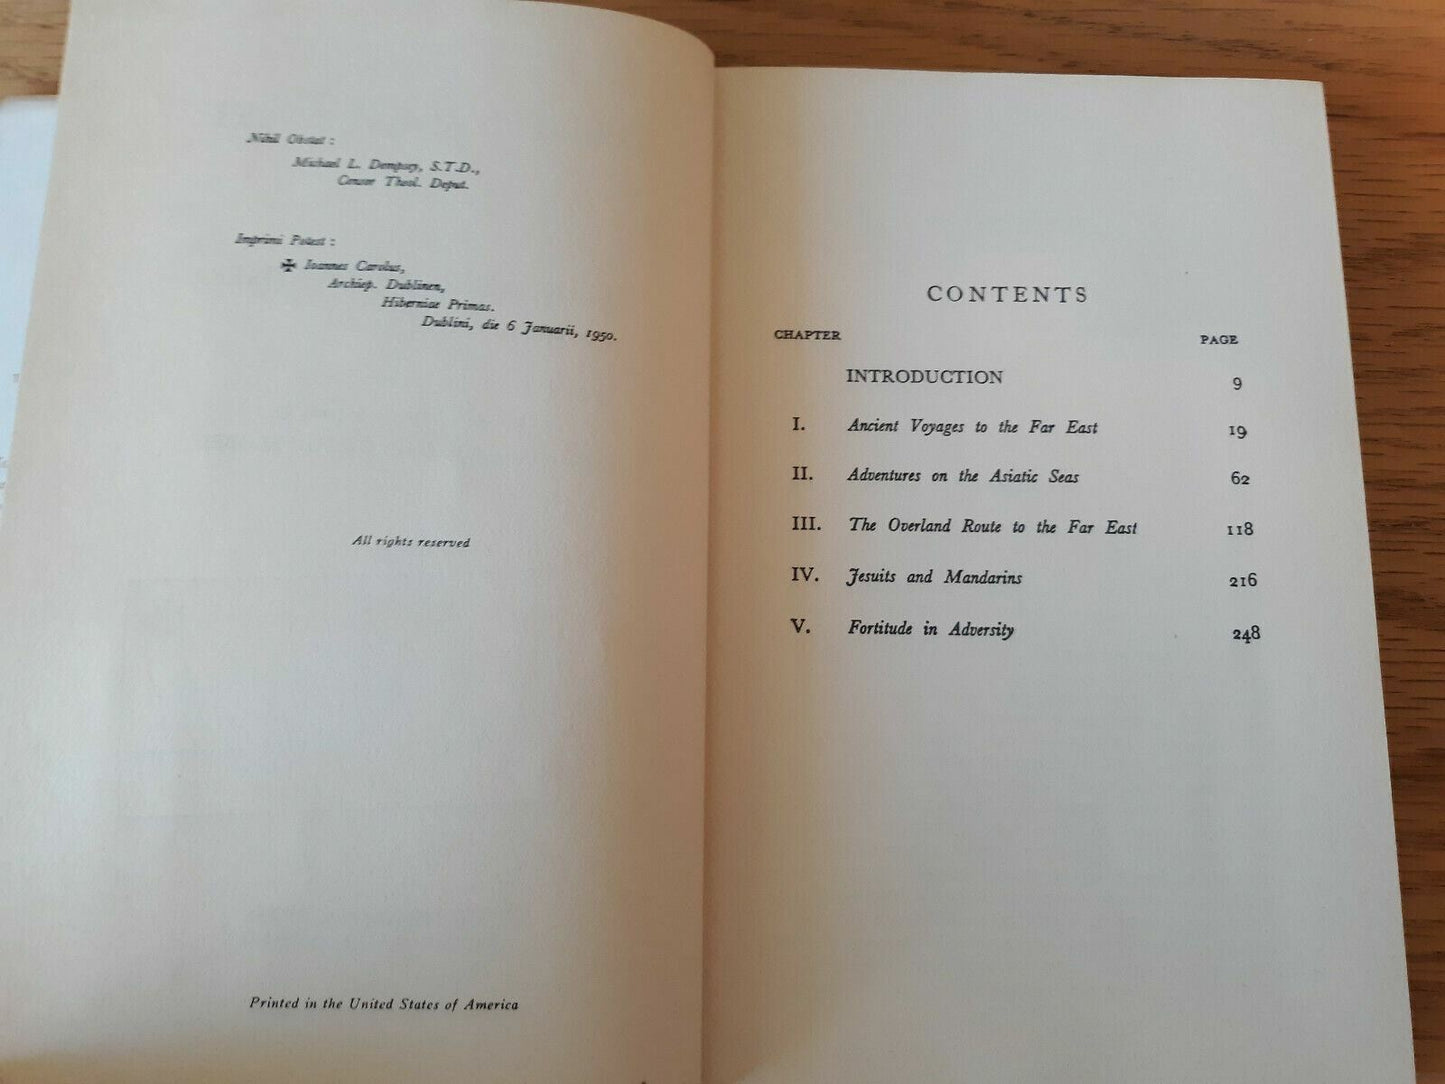 Nihil Obstat :
Michael L. Dempsey, S.T.D.,
Censor Theol. Deput.
Imprimi Potest :
✠ Ioannes Carolus,
Archiep. Dublinen,
Hiberniae Primas.
Dublini, die 6 Januarii, 1950.
All rights reserved
Printed in the United States of America
CONTENTS
CHAPTER PAGE
INTRODUCTION 9
I. Ancient Voyages to the Far East 19
II. Adventures on the Asiatic Seas 62
III. The Overland Route to the Far East 118
IV. Jesuits and Mandarins 216
V. Fortitude in Adversity 248